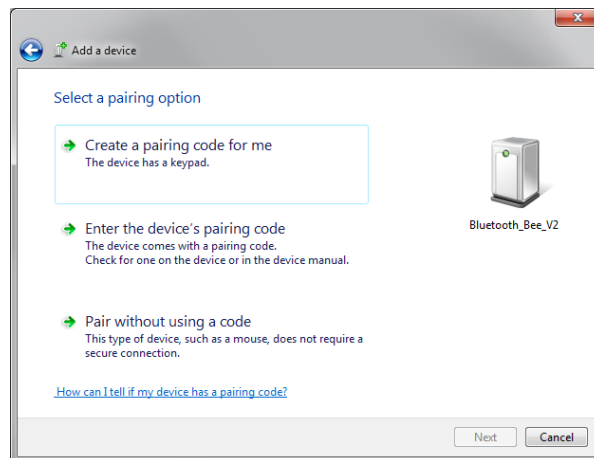 Add a device
Select a pairing option
Create a pairing code for me
The device has a keypad.
Enter the device's pairing code
The device comes with a pairing code.
Check for one on the device or in the device manual.
Pair without using a code
This type of device, such as a mouse, does not require a
secure connection.
How can I tell if my device has a pairing code?
Bluetooth_Bee_V2
Next
Cancel